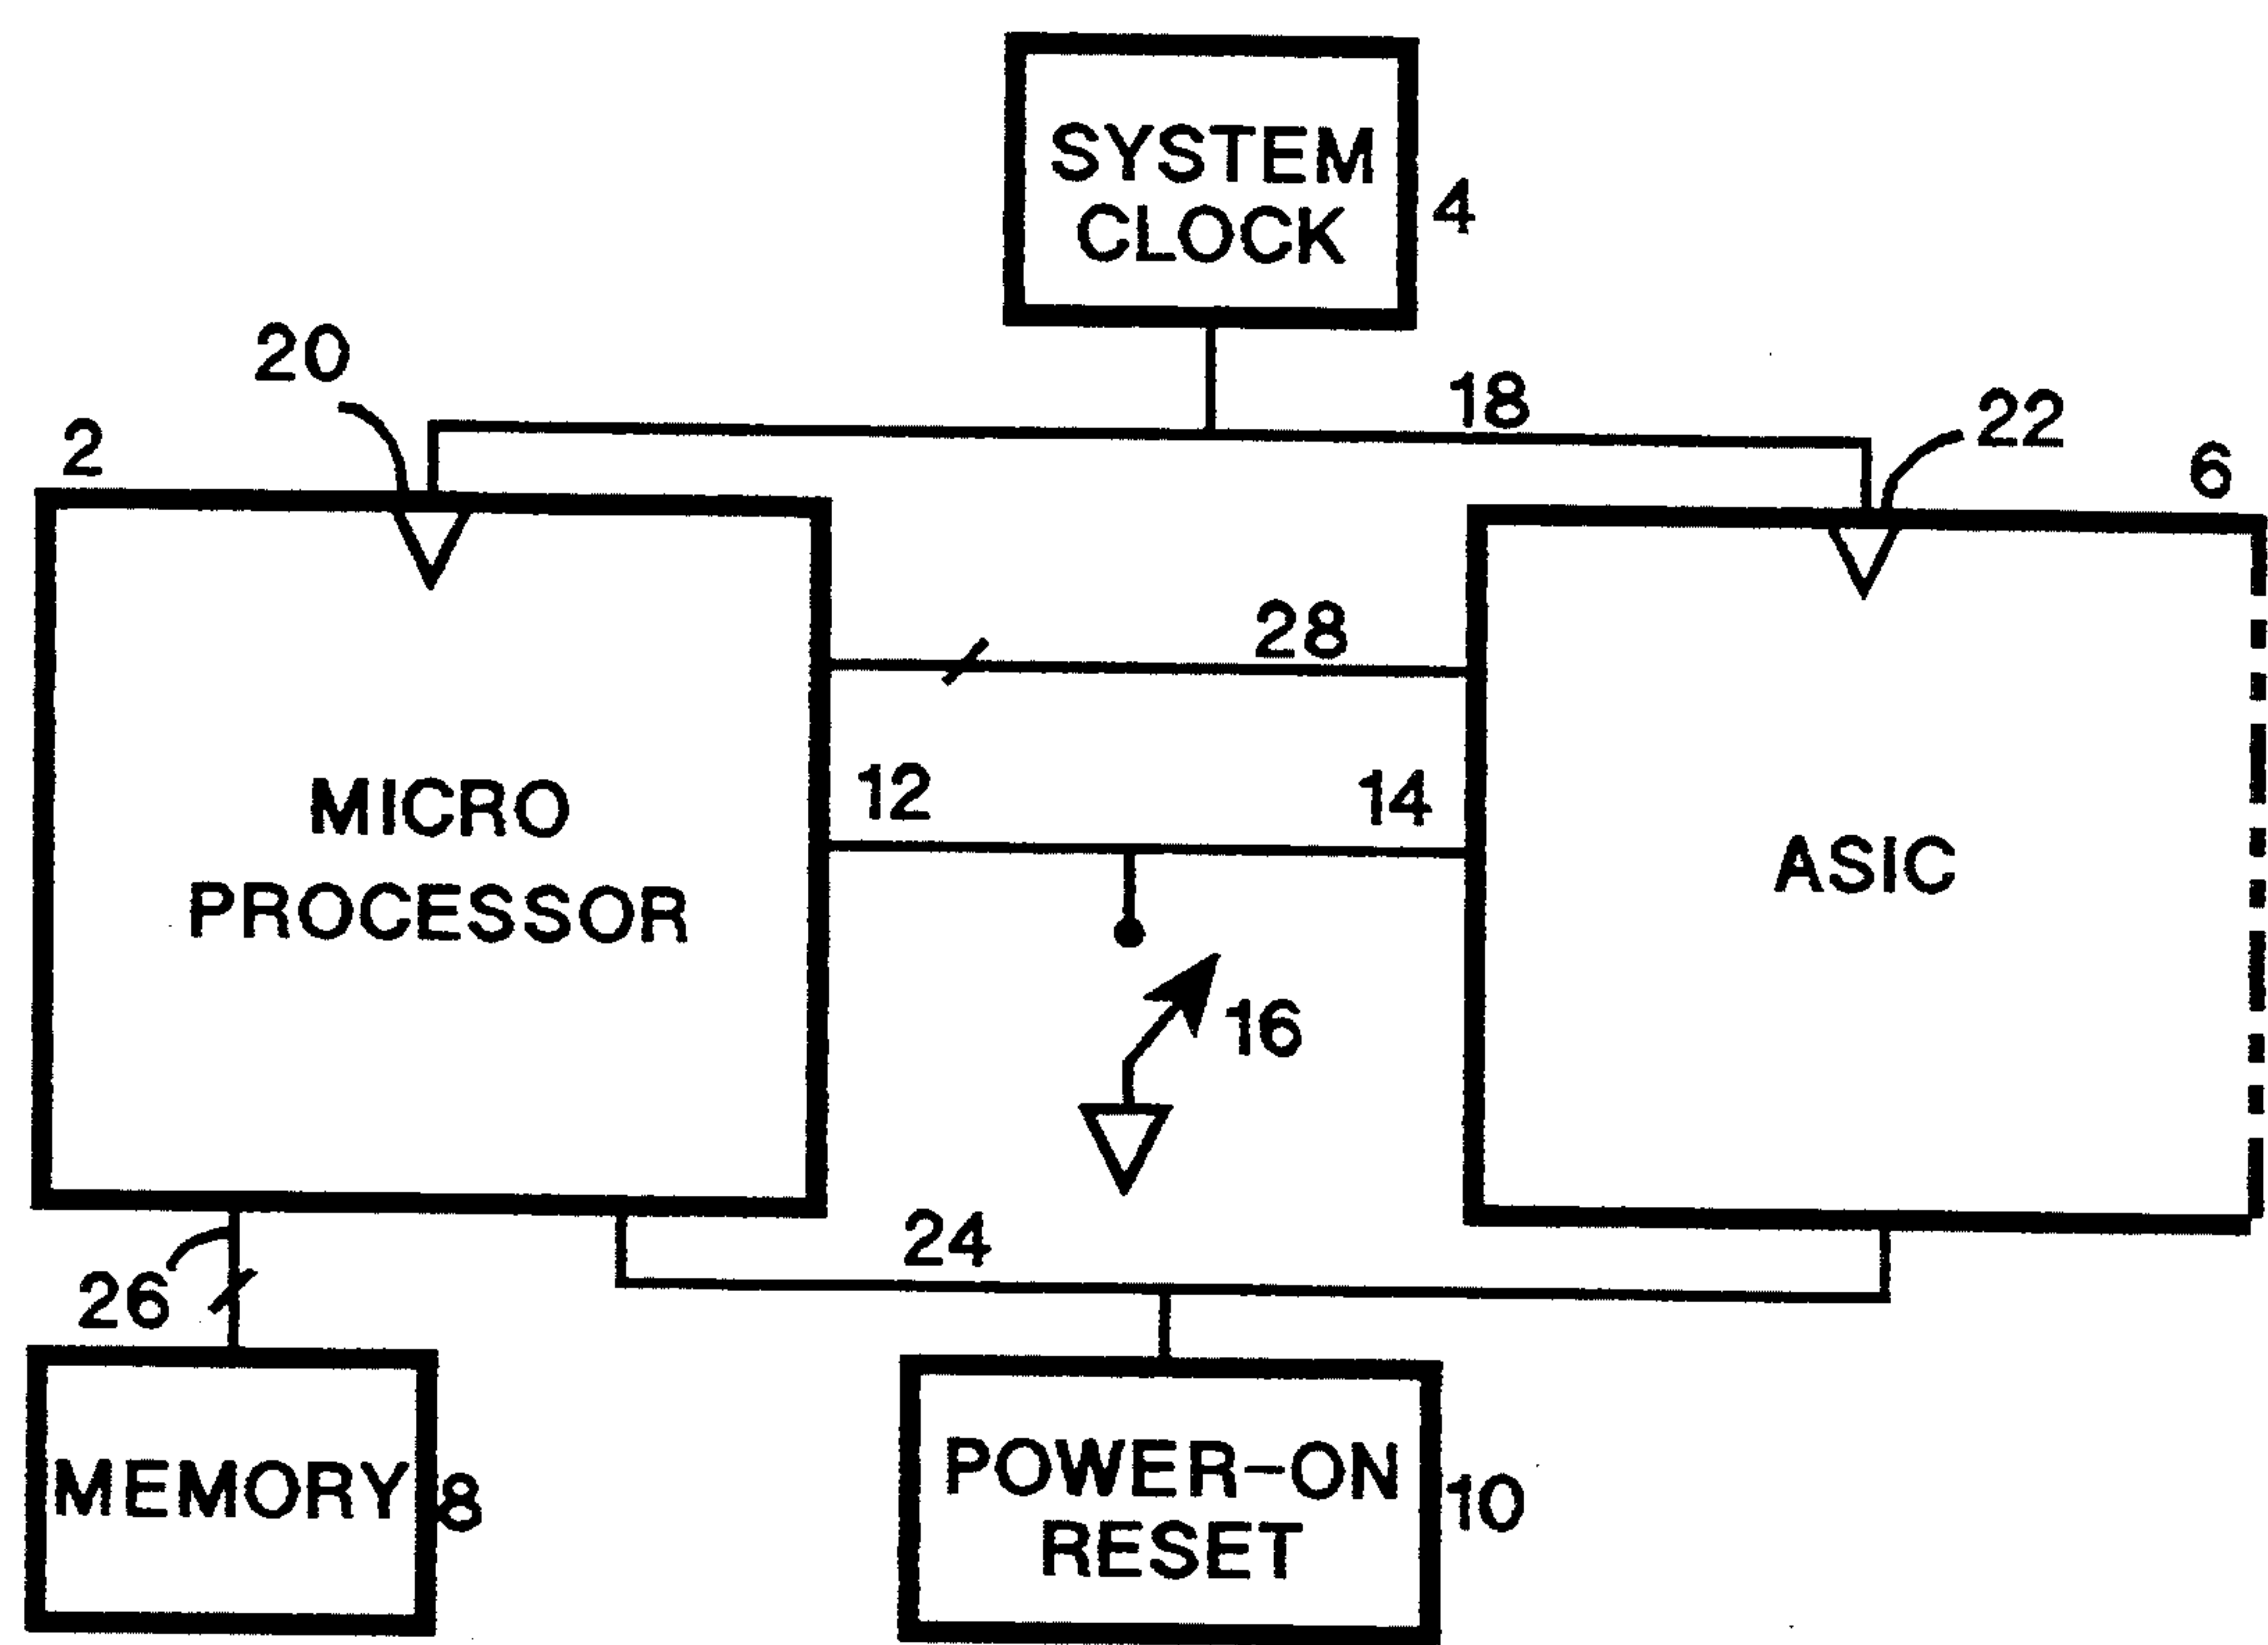 SYSTEM
CLOCK
4
20
18
22
2
6
28
12
14
MICRO
PROCESSOR
ASIC
16
24
26
MEMORY
8
POWER-ON
RESET
10